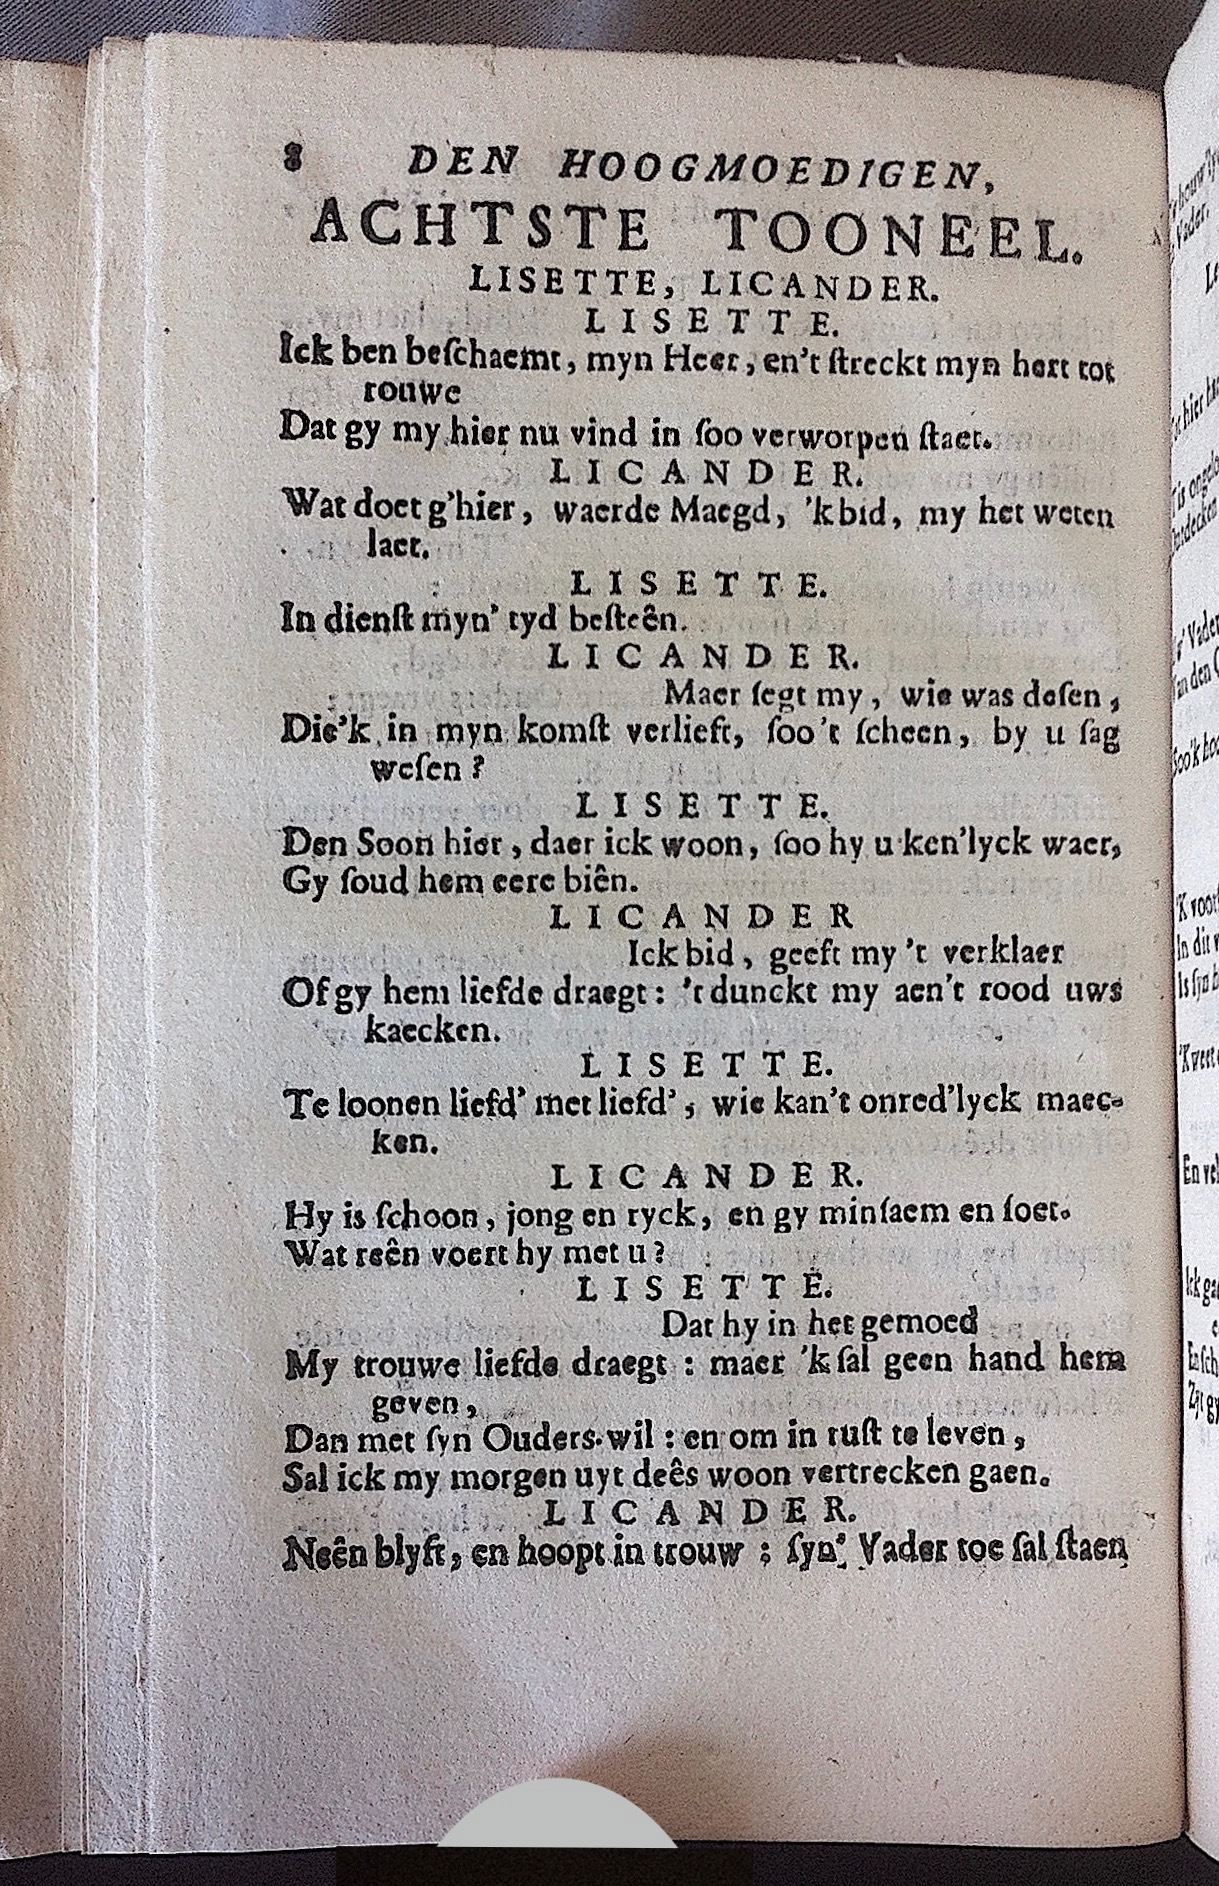 8 DEN HOOGMOEDIGEN,
ACHTSTE TOONEEL.
LISETTE, LICANDER.
LISETTE.
Ick ben beſchaemt, myn Heer, en't ſtreckt myn hert tot
rouwe
Dat gy my hier nu vind in ſoo verworpen ſtaet.
LICANDER.
Wat doet g'hier, waerde Maegd, 'k bid, my het weten
laet.
LISETTE.
In dienſt myn' tyd beſteên.
LICANDER.
Maer ſegt my, wie was deſen,
Die'k in myn komſt verlieft, ſoo't ſcheen, by u ſag
weſen?
LISETTE.
Den Soon hier, daer ick woon, ſoo hy u ken'lyck waer,
Gy ſoud hem eere biên.
LICANDER
Ick bid, geeft my 't verklaer
Of gy hem liefde draegt: 't dunckt my aen't rood uws
kaecken.
LISETTE.
Te loonen liefd' met liefd', wie kan't onred'lyck maec-
ken.
LICANDER.
Hy is ſchoon, jong en ryck, en gy minſaem en ſoet.
Wat reên voert hy met u?
LISETTE.
Dat hy in het gemoed
My trouwe liefde draegt: maer 'k ſal geen hand hem
geven,
Dan met ſyn Ouders wil: en om in ruſt te leven,
Sal ick my morgen uyt deês woon vertrecken gaen.
LICANDER.
Neên blyft, en hoopt in trouw; ſyn' Vader toe ſal ſtaen